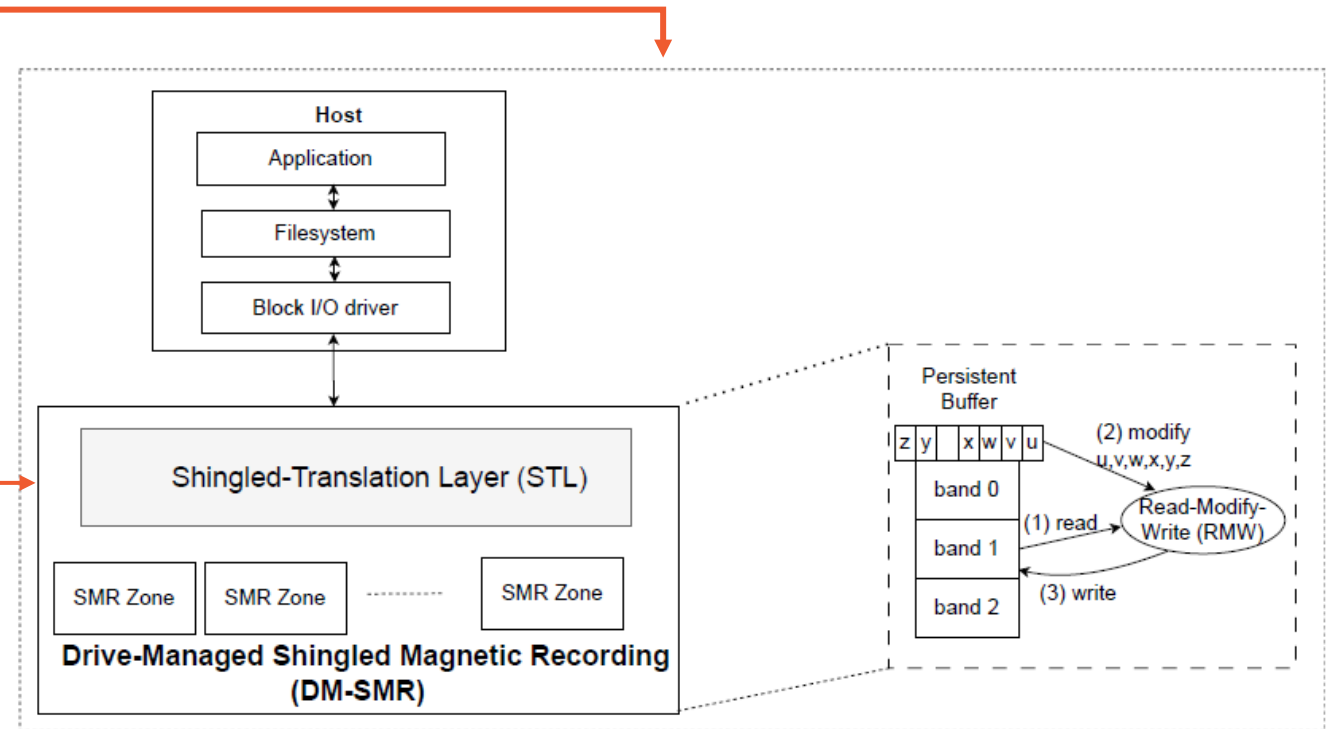 Host
Application
Filesystem
Block I/O driver
Shingled-Translation Layer (STL)
SMR Zone
SMR Zone
SMR Zone
Drive-Managed Shingled Magnetic Recording
(DM-SMR)
Persistent
Buffer
z y x w v u
(2) modify
u,v,w,x,y,z
band 0
(1) read
Read-Modify-
Write (RMW)
band 1
(3) write
band 2